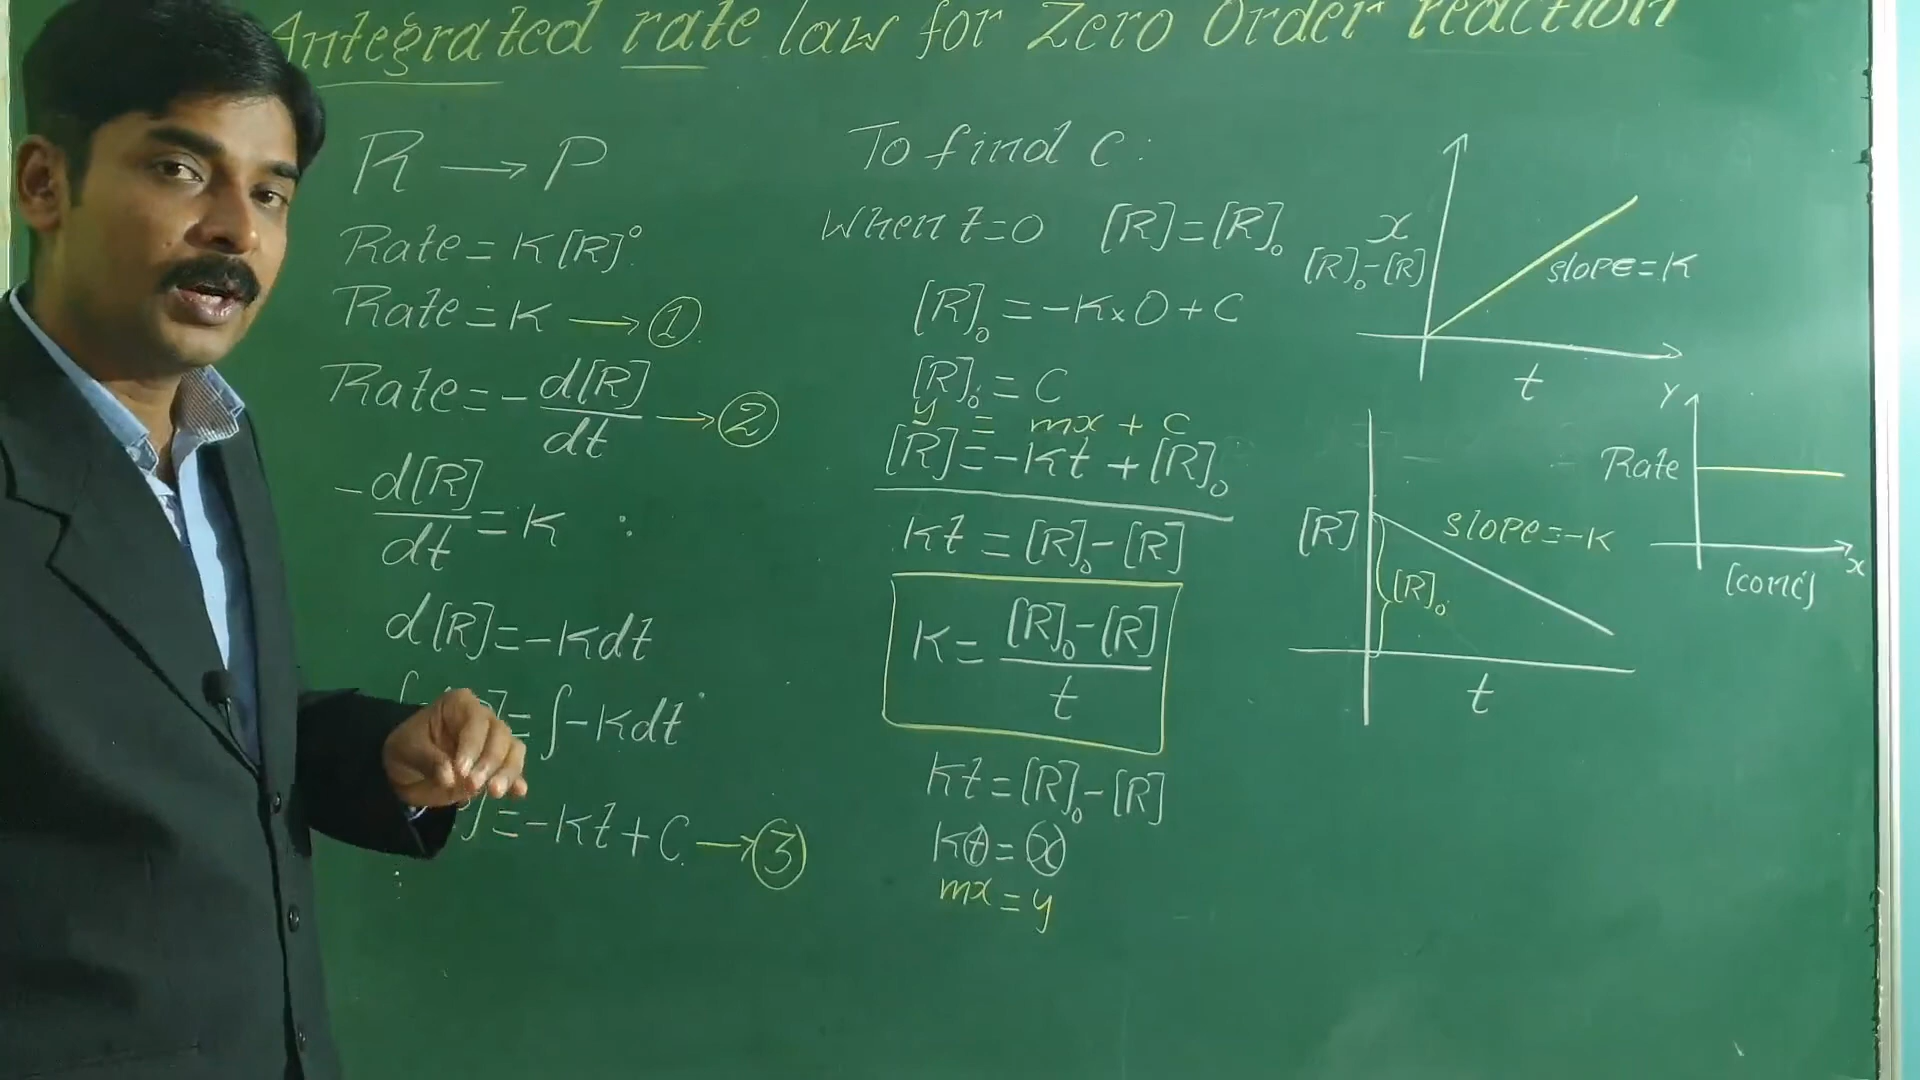 Integrated rate law for Zero Order reaction
R → P
Rate = K[R]⁰
Rate = K → ①
Rate = - d[R]/dt → ②
- d[R]/dt = K
d[R] = -Kdt
= ∫-Kdt
= -Kt + C → ③
To find C:
When t=0 [R]=[R]₀
[R]₀ = -K×0 + C
[R]₀ = C
y = mx + c
[R] = -Kt + [R]₀
Kt = [R]₀ - [R]
K = [R]₀-[R]/t
Kt = [R]₀ - [R]
Kt = x
mx = y
x
[R]₀-[R]
slope=K
t
[R]
slope=-K
[R]₀
t
Y
Rate
x
[conc]